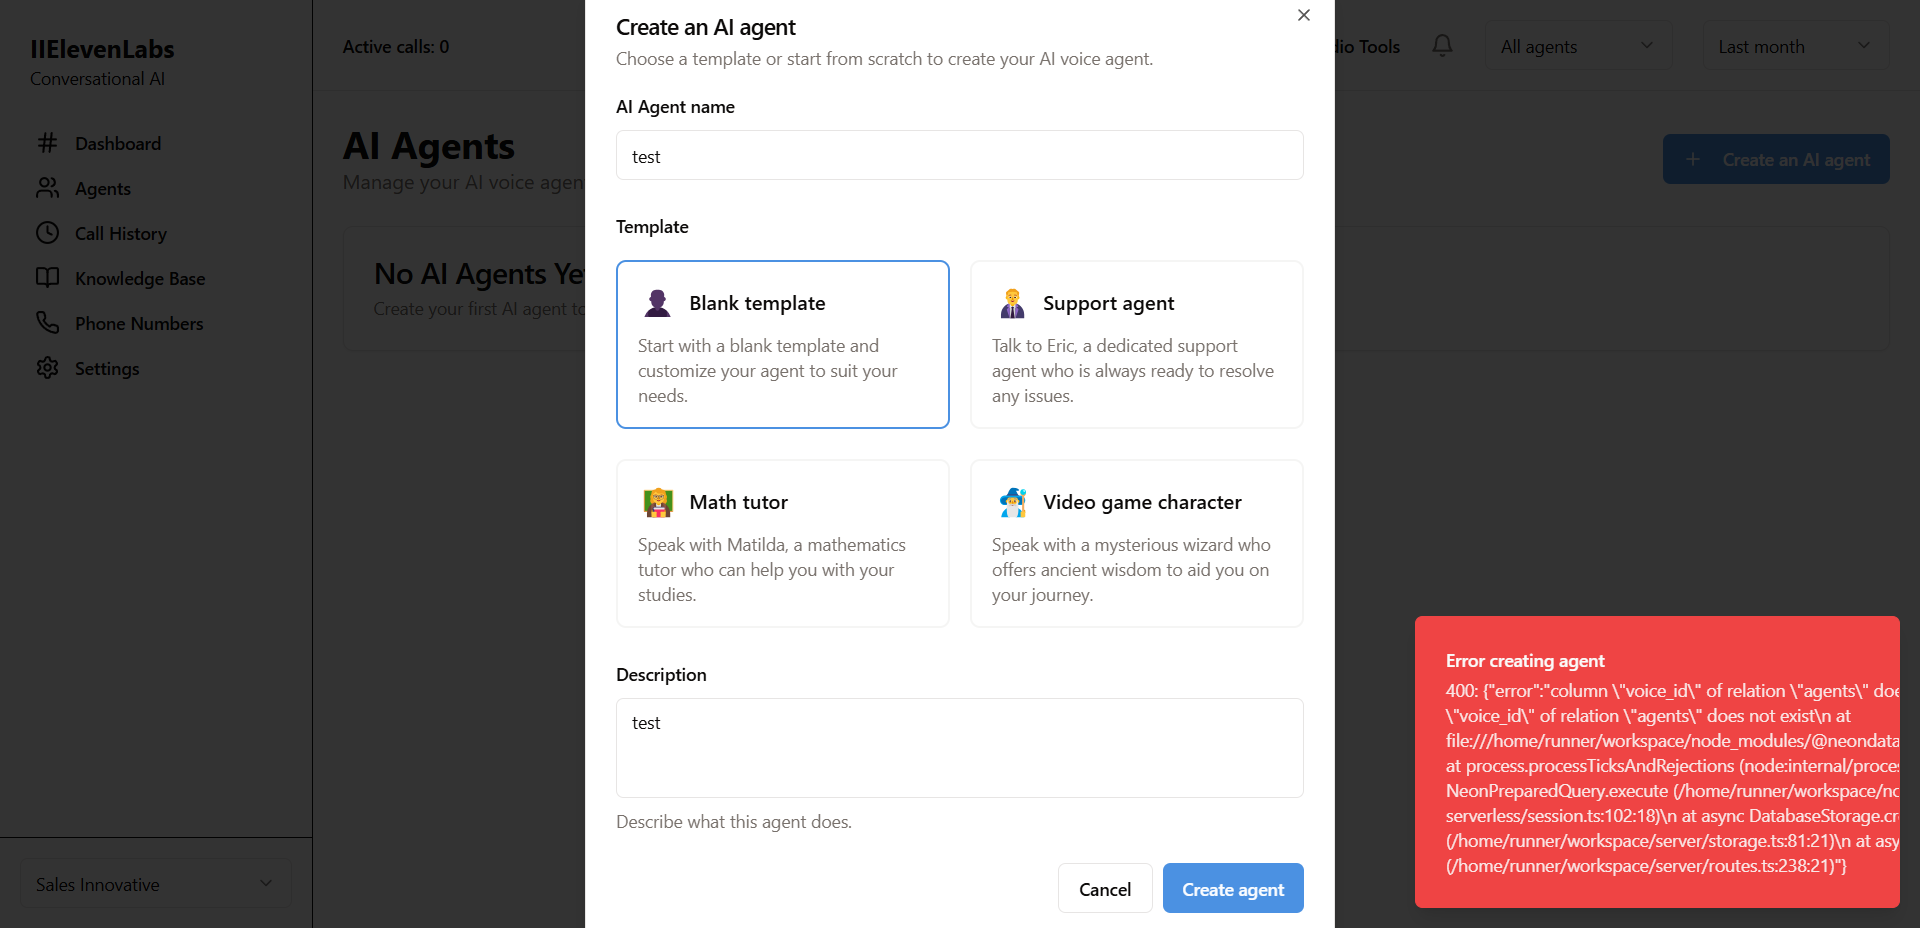 IIElevenLabs
Conversational AI
Dashboard
Agents
Call History
Knowledge Base
Phone Numbers
Settings
Sales Innovative
Active calls: 0
dio Tools
All agents
Last month
AI Agents
Manage your AI voice agen
Create an AI agent
No AI Agents Ye
Create your first AI agent to
Create an AI agent
Choose a template or start from scratch to create your AI voice agent.
AI Agent name
test
Template
Blank template
Start with a blank template and
customize your agent to suit your
needs.
Support agent
Talk to Eric, a dedicated support
agent who is always ready to resolve
any issues.
Math tutor
Speak with Matilda, a mathematics
tutor who can help you with your
studies.
Video game character
Speak with a mysterious wizard who
offers ancient wisdom to aid you on
your journey.
Description
test
Describe what this agent does.
Cancel
Create agent
Error creating agent
400: {"error":"column \"voice_id\" of relation \"agents\" doe
\"voice_id\" of relation \"agents\" does not exist\n at
file:///home/runner/workspace/node_modules/@neondata
at process.processTicksAndRejections (node:internal/proces
NeonPreparedQuery.execute (/home/runner/workspace/no
serverless/session.ts:102:18)\n at async DatabaseStorage.cr
(/home/runner/workspace/server/storage.ts:81:21)\n at asy
(/home/runner/workspace/server/routes.ts:238:21)"}